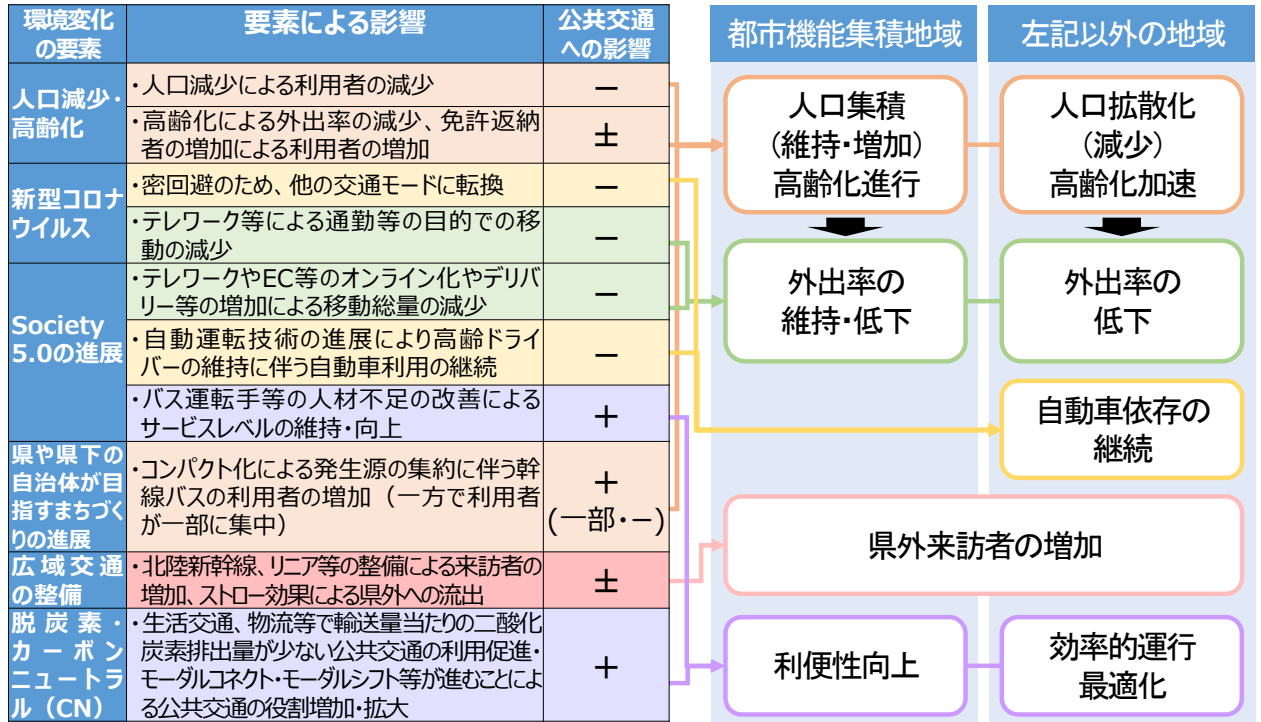 環境変化
の要素
要素による影響
公共交通
への影響
人口減少・
高齢化
・人口減少による利用者の減少
－
・高齢化による外出率の減少、免許返納
者の増加による利用者の増加
±
新型コロナ
ウイルス
・密回避のため、他の交通モードに転換
－
・テレワーク等による通勤等の目的での移
動の減少
－
Society
5.0の進展
・テレワークやEC等のオンライン化やデリバ
リー等の増加による移動総量の減少
－
・自動運転技術の進展により高齢ドライ
バーの維持に伴う自動車利用の継続
－
・バス運転手等の人材不足の改善による
サービスレベルの維持・向上
＋
県や県下の
自治体が目
指すまちづく
りの進展
・コンパクト化による発生源の集約に伴う幹
線バスの利用者の増加（一方で利用者
が一部に集中）
＋
(一部・－)
広域交通
の整備
・北陸新幹線、リニア等の整備による来訪者の
増加、ストロー効果による県外への流出
±
脱炭素・
カーボン
ニュートラ
ル（CN）
・生活交通、物流等で輸送量当たりの二酸化
炭素排出量が少ない公共交通の利用促進・
モーダルコネクト・モーダルシフト等が進むことによ
る公共交通の役割増加・拡大
＋
都市機能集積地域
左記以外の地域
人口集積
(維持・増加)
高齢化進行
人口拡散化
(減少)
高齢化加速
外出率の
維持・低下
外出率の
低下
自動車依存の
継続
県外来訪者の増加
利便性向上
効率的運行
最適化